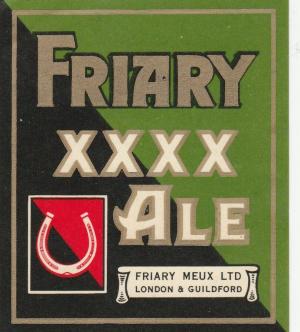 FRIARY
XXXX
ALE
FRIARY MEUX LTD
LONDON & GUILDFORD